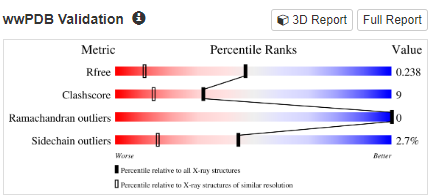 wwPDB Validation
3D Report
Full Report
Metric Percentile Ranks Value
Rfree 0.238
Clashscore 9
Ramachandran outliers 0
Sidechain outliers 2.7%
Worse Better
Percentile relative to all X-ray structures
Percentile relative to X-ray structures of similar resolution